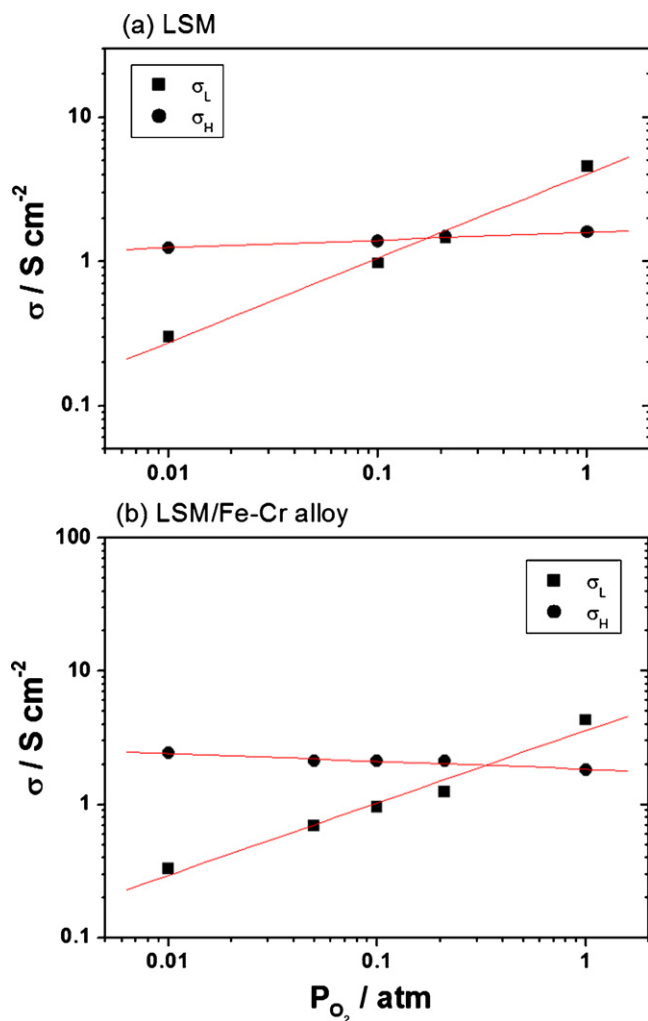 (a) LSM
σL
σH
10
1
0.1
σ / S cm-2
0.01 0.1 1
(b) LSM/Fe-Cr alloy
σL
σH
100
10
1
0.1
σ / S cm-2
0.01 0.1 1
PO2 / atm